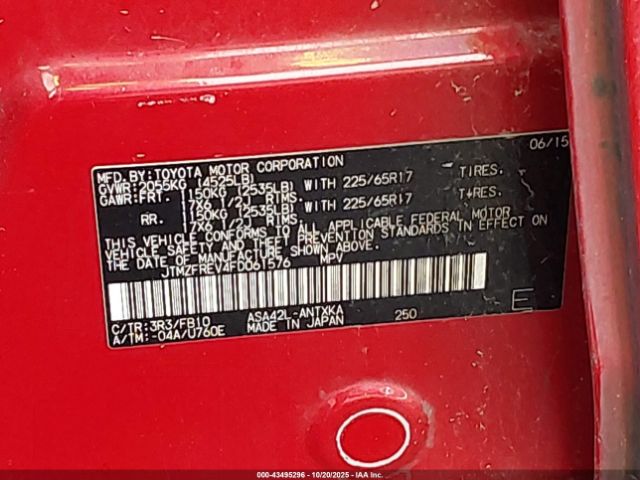 MFD.BY:TOYOTA MOTOR CORPORATION 06/15
GVWR:2055KG (4525LB)
GAWR:FRT. 1150KG (2535LB) WITH 225/65R17 TIRES.
17X6 1/2J RIMS.
RR. 1150KG (2535LB) WITH 225/65R17 TIRES.
17X6 1/2J RIMS.
THIS VEHICLE CONFORMS TO ALL APPLICABLE FEDERAL MOTOR
VEHICLE SAFETY AND THEFT PREVENTION STANDARDS IN EFFECT ON
THE DATE OF MANUFACTURE SHOWN ABOVE.
JTMZFREV4FD061576 MPV
C/TR:3R3/FB10 ASA42L-ANTXKA 250 E
A/TM:-04A/U760E MADE IN JAPAN
000-43495296 - 10/20/2025 - IAA Inc.